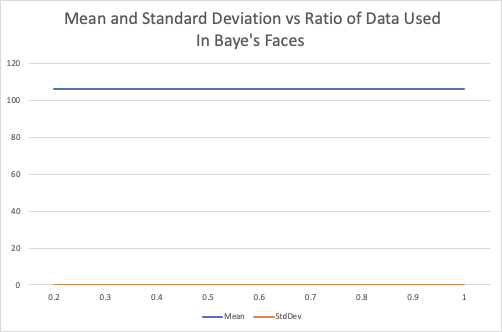 Mean and Standard Deviation vs Ratio of Data Used
In Baye's Faces
120
100
80
60
40
20
0
0.2 0.3 0.4 0.5 0.6 0.7 0.8 0.9 1
Mean StdDev